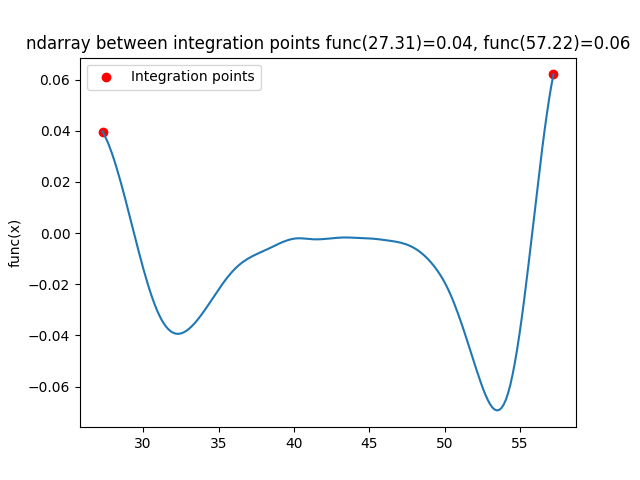 ndarray between integration points func(27.31)=0.04, func(57.22)=0.06
Integration points
func(x)
0.06
0.04
0.02
0.00
−0.02
−0.04
−0.06
30 35 40 45 50 55